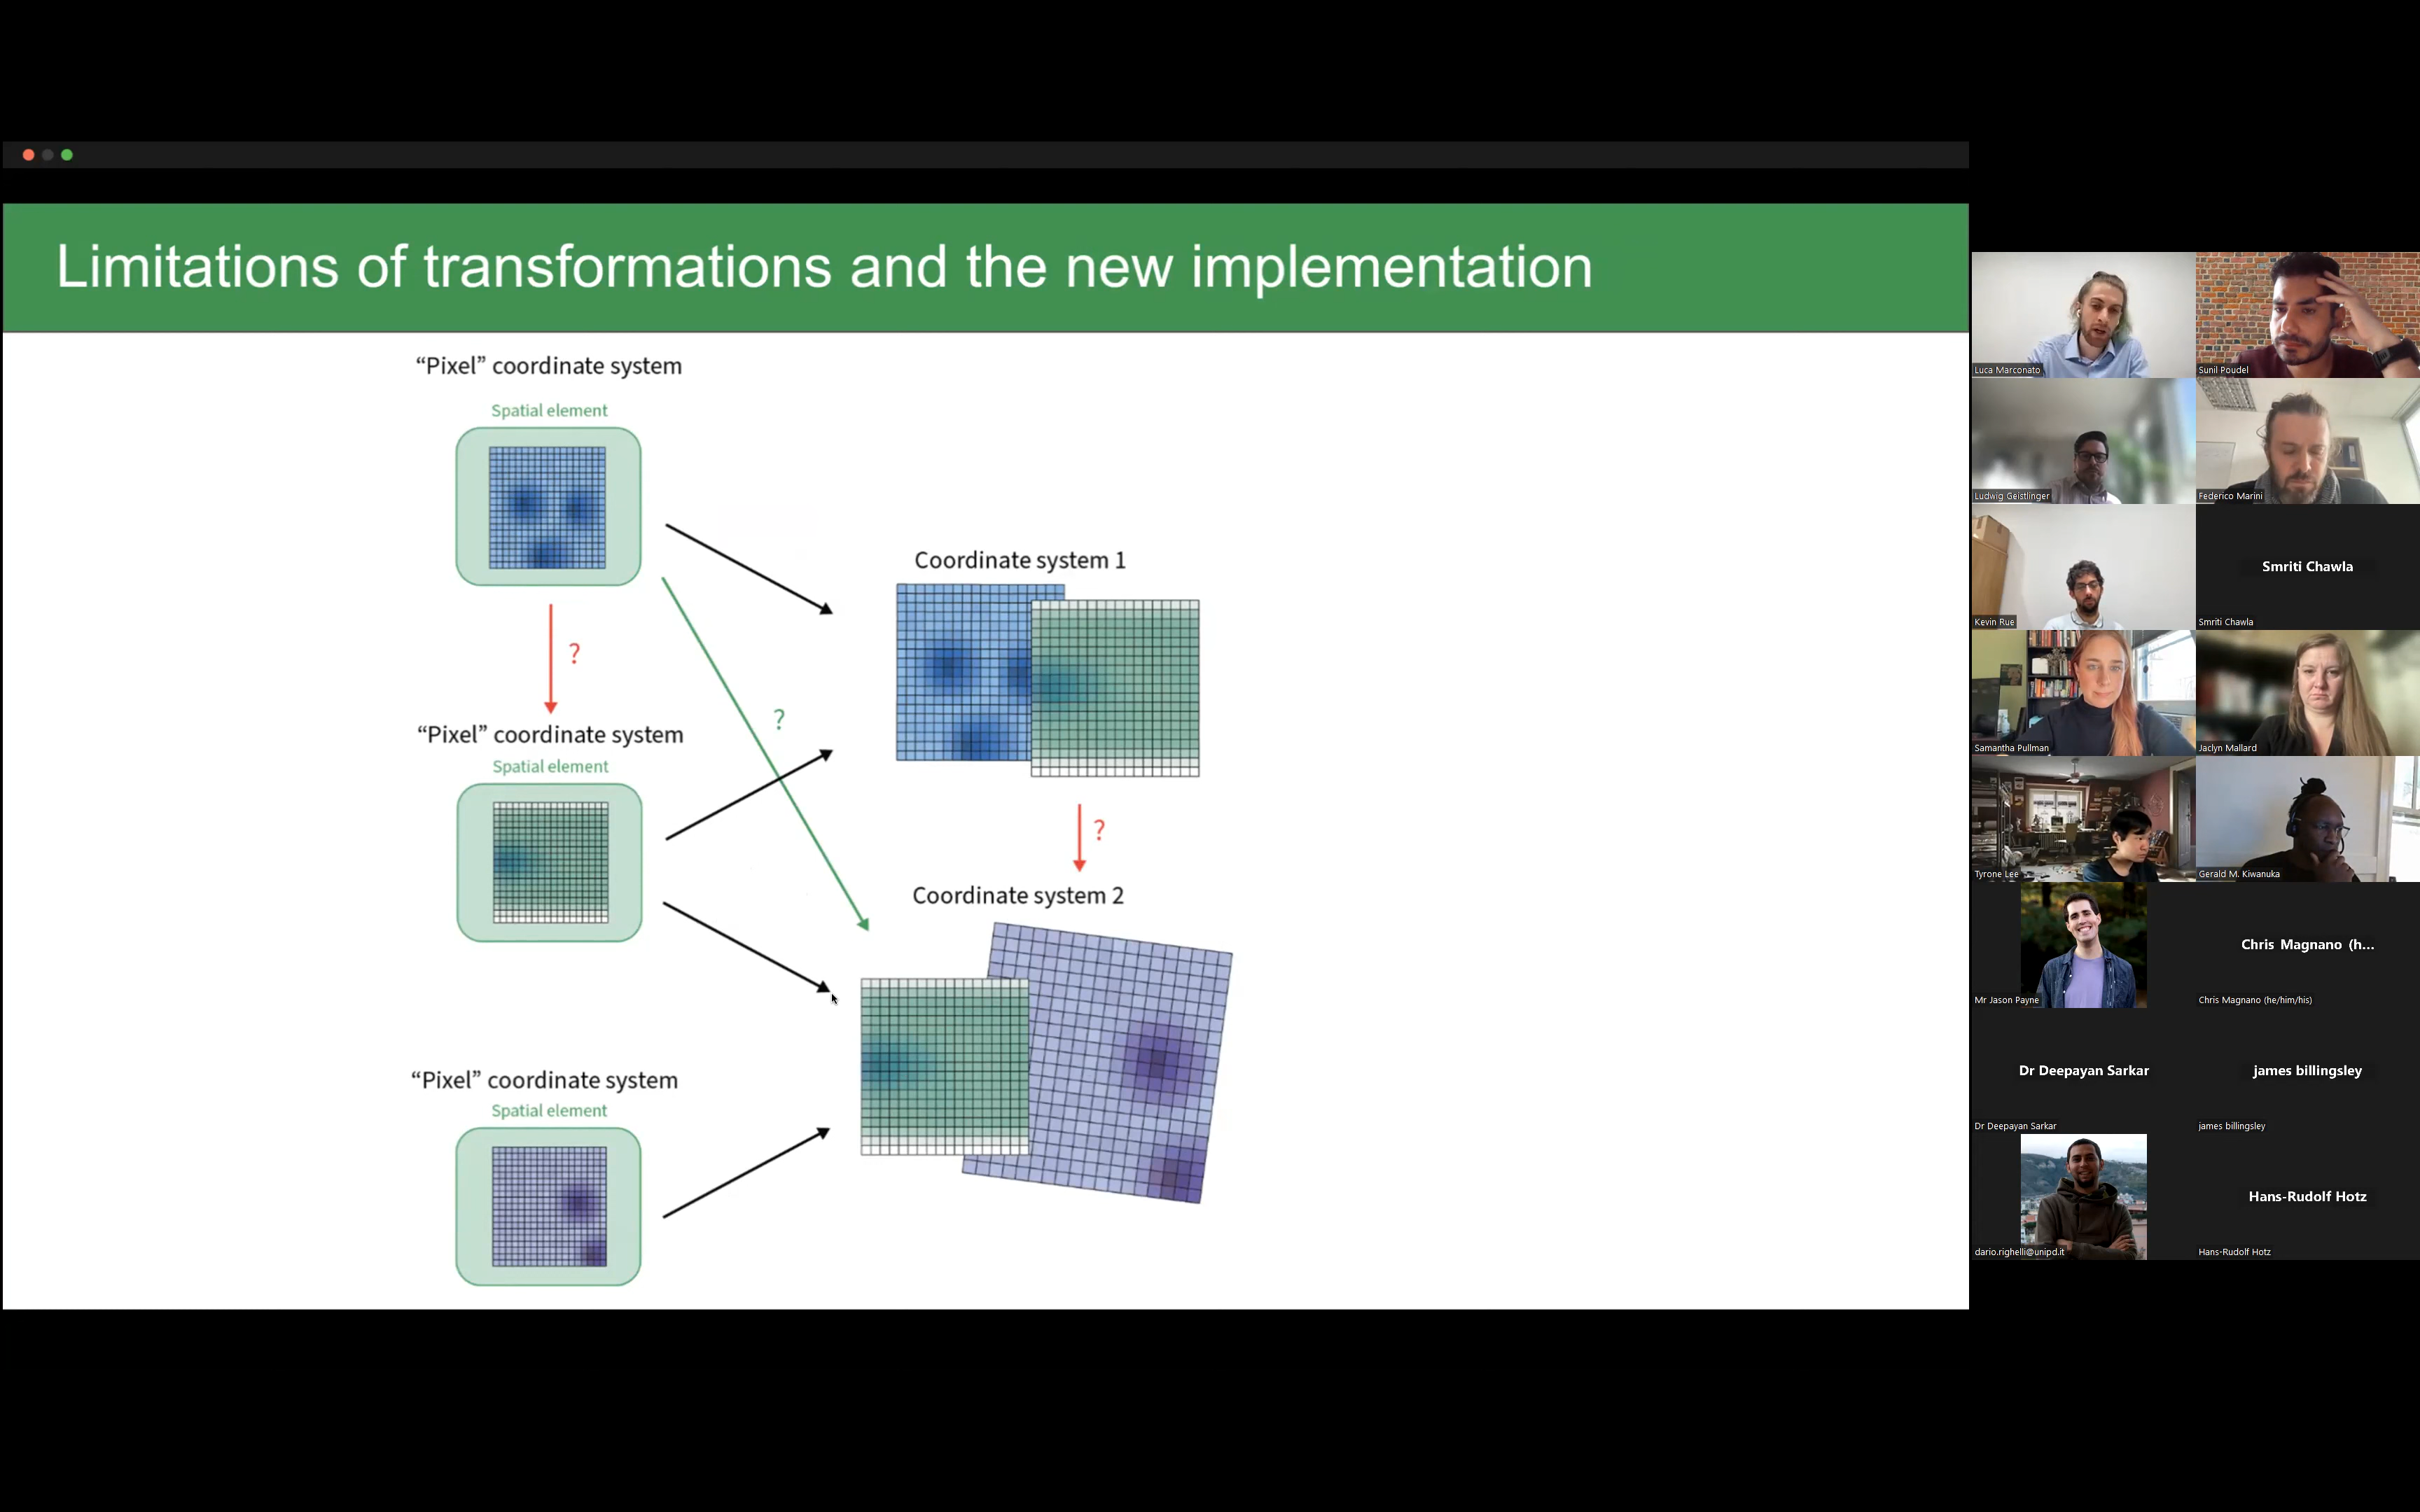 Limitations of transformations and the new implementation
“Pixel” coordinate system
Spatial element
?
“Pixel” coordinate system
Spatial element
?
Coordinate system 1
?
Coordinate system 2
“Pixel” coordinate system
Spatial element
Luca Marconato
Sunil Poudel
Ludwig Geistlinger
Federico Marini
Kevin Rue
Smriti Chawla
Smriti Chawla
Samantha Pullman
Jaclyn Mallard
Tyrone Lee
Gerald M. Kiwanuka
Mr Jason Payne
Chris Magnano (h...
Chris Magnano (he/him/his)
Dr Deepayan Sarkar
Dr Deepayan Sarkar
james billingsley
james billingsley
dario.righelli@unipd.it
Hans-Rudolf Hotz
Hans-Rudolf Hotz